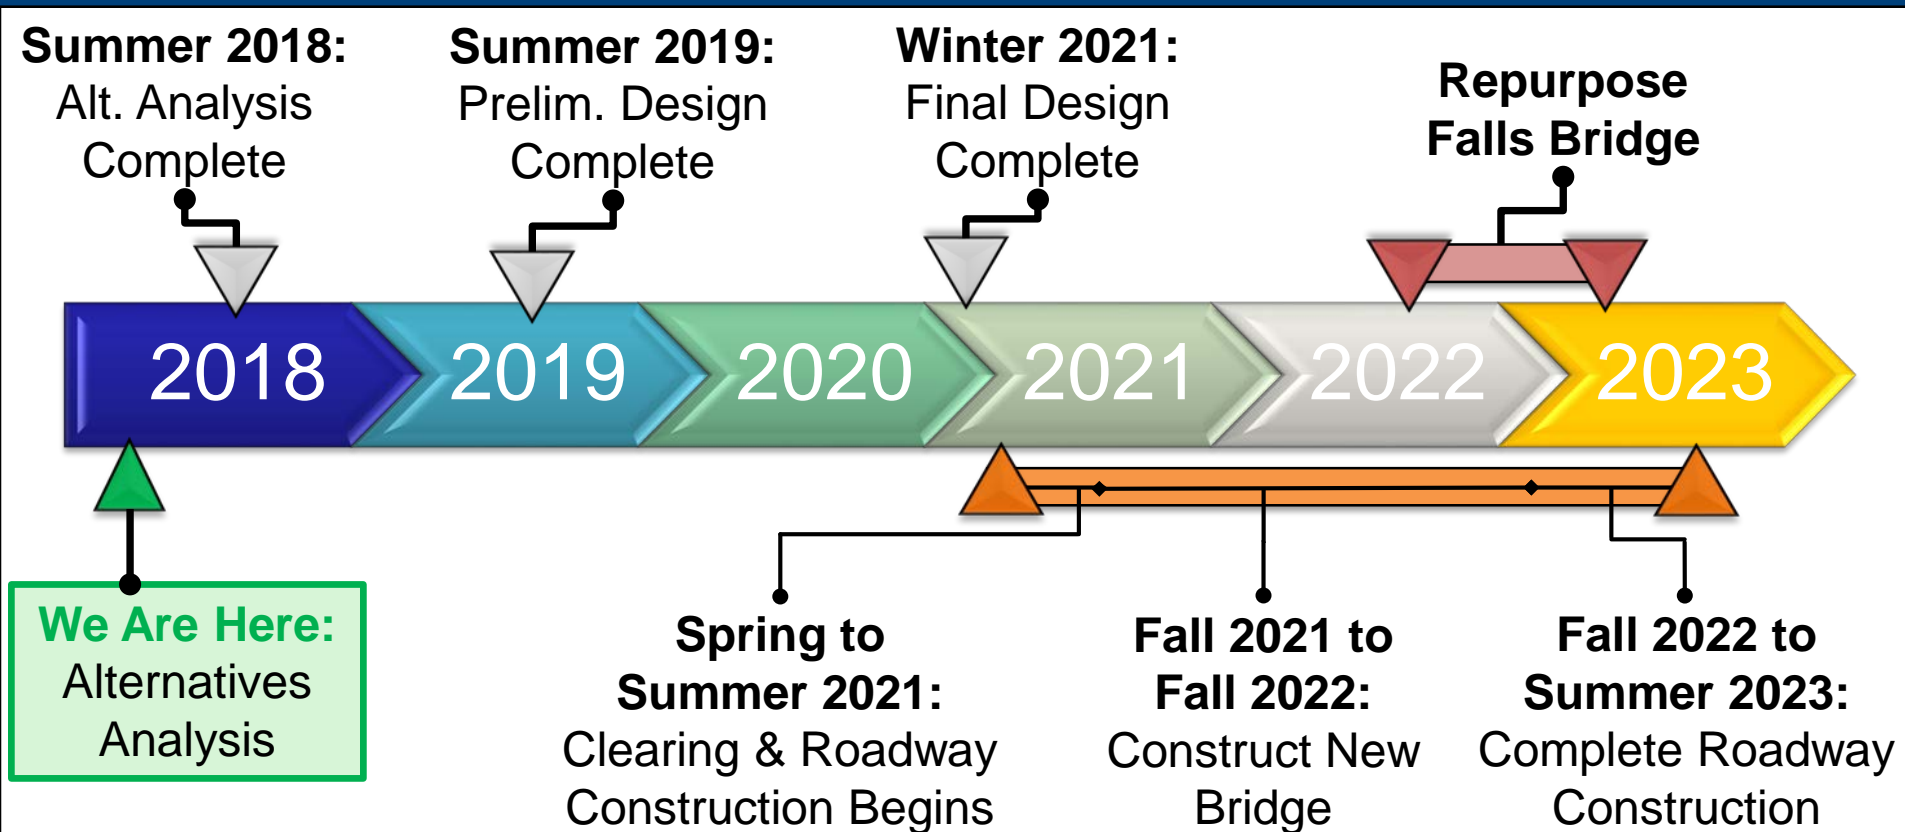 Summer 2018:
Alt. Analysis
Complete
Summer 2019:
Prelim. Design
Complete
Winter 2021:
Final Design
Complete
Repurpose
Falls Bridge
2018
2019
2020
2021
2022
2023
We Are Here:
Alternatives
Analysis
Spring to
Summer 2021:
Clearing & Roadway
Construction Begins
Fall 2021 to
Fall 2022:
Construct New
Bridge
Fall 2022 to
Summer 2023:
Complete Roadway
Construction